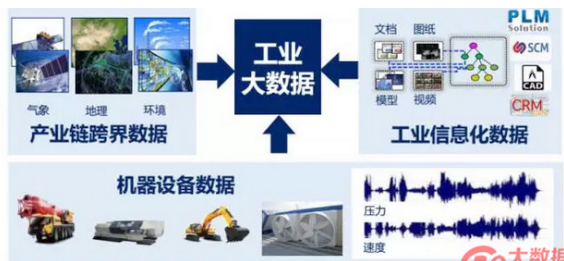 气象 地理 环境
产业链跨界数据
工业
大数据
文档 图纸
模型 视频
PLM
Solution
SCM
CAD
CRM
工业信息化数据
机器设备数据
压力
速度
大数据